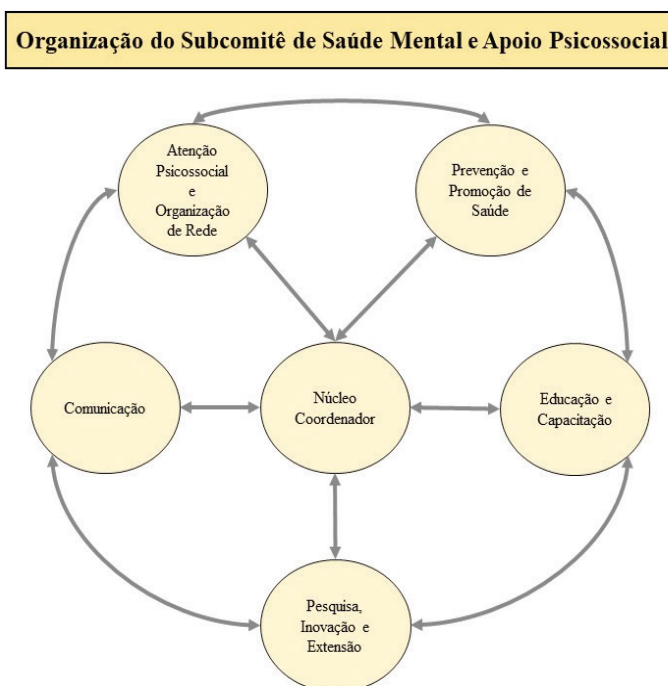 Organização do Subcomitê de Saúde Mental e Apoio Psicossocial
Atenção
Psicossocial
e
Organização
de Rede
Prevenção e
Promoção de
Saúde
Comunicação
Núcleo
Coordenador
Educação e
Capacitação
Pesquisa,
Inovação e
Extensão